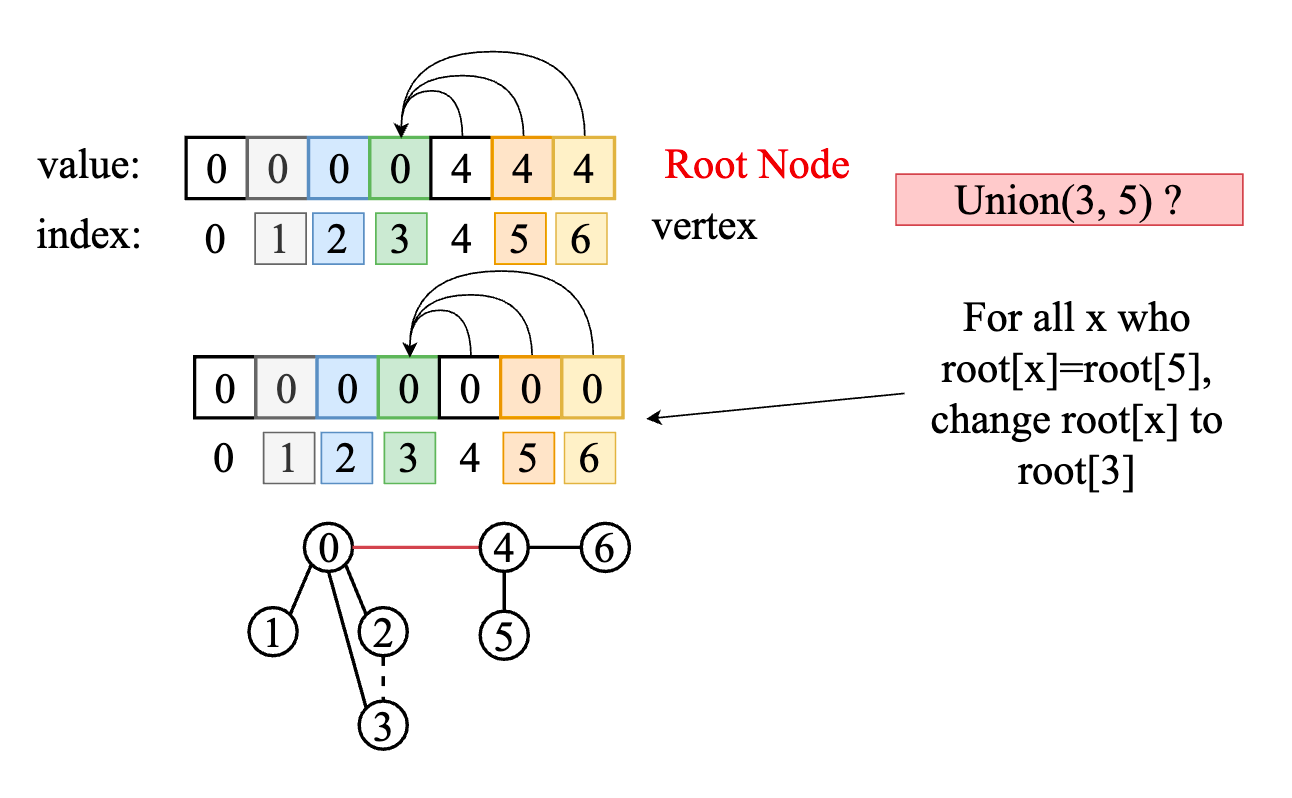 value: 0 0 0 0 4 4 4 Root Node
index: 0 1 2 3 4 5 6 vertex
Union(3, 5) ?
0 0 0 0 0 0 0
0 1 2 3 4 5 6
For all x who
root[x]=root[5],
change root[x] to
root[3]
0 4 6
1 2 5
3